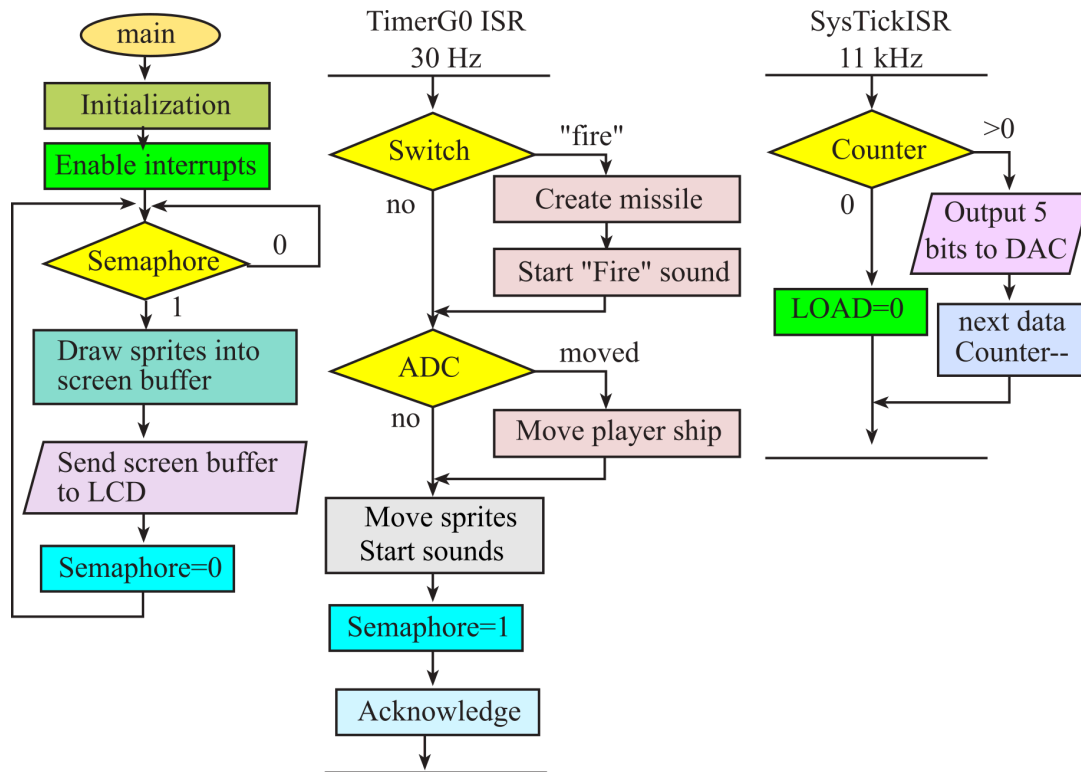 main
Initialization
Enable interrupts
Semaphore
0
1
Draw sprites into
screen buffer
Send screen buffer
to LCD
Semaphore=0
TimerG0 ISR
30 Hz
Switch
"fire"
no
Create missile
Start "Fire" sound
ADC
moved
no
Move player ship
Move sprites
Start sounds
Semaphore=1
Acknowledge
SysTickISR
11 kHz
Counter
>0
0
Output 5
bits to DAC
LOAD=0
next data
Counter--